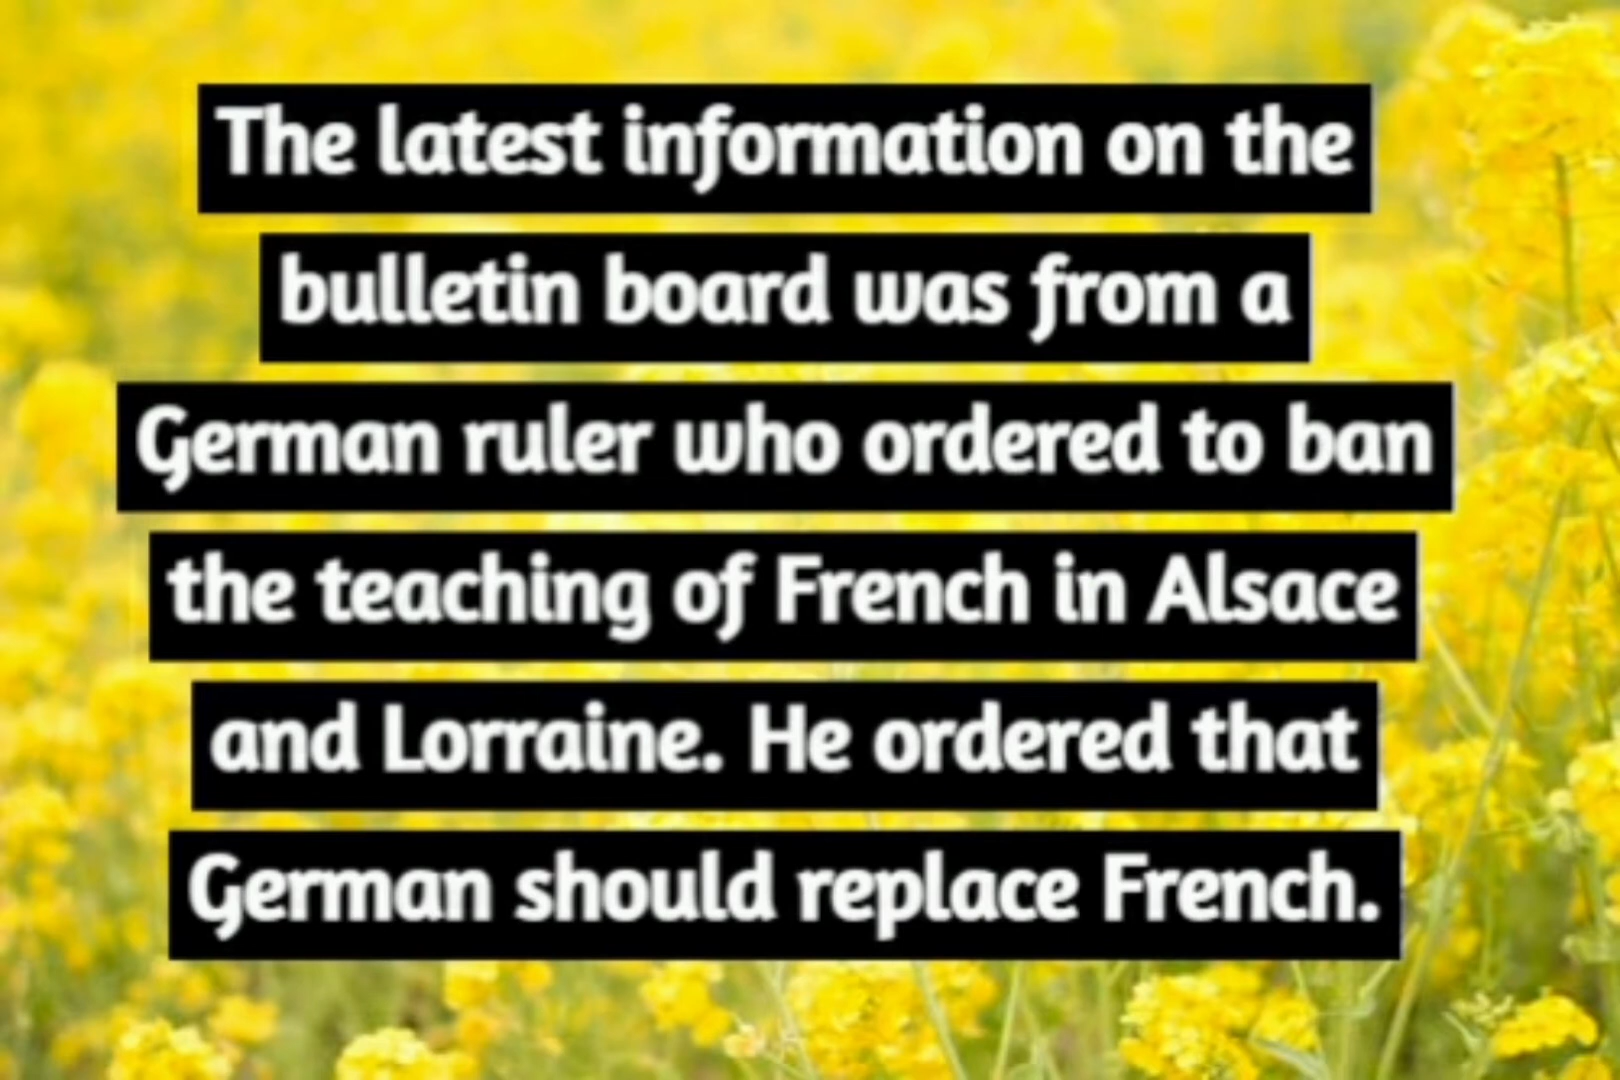 The latest information on the
bulletin board was from a
German ruler who ordered to ban
the teaching of French in Alsace
and Lorraine. He ordered that
German should replace French.